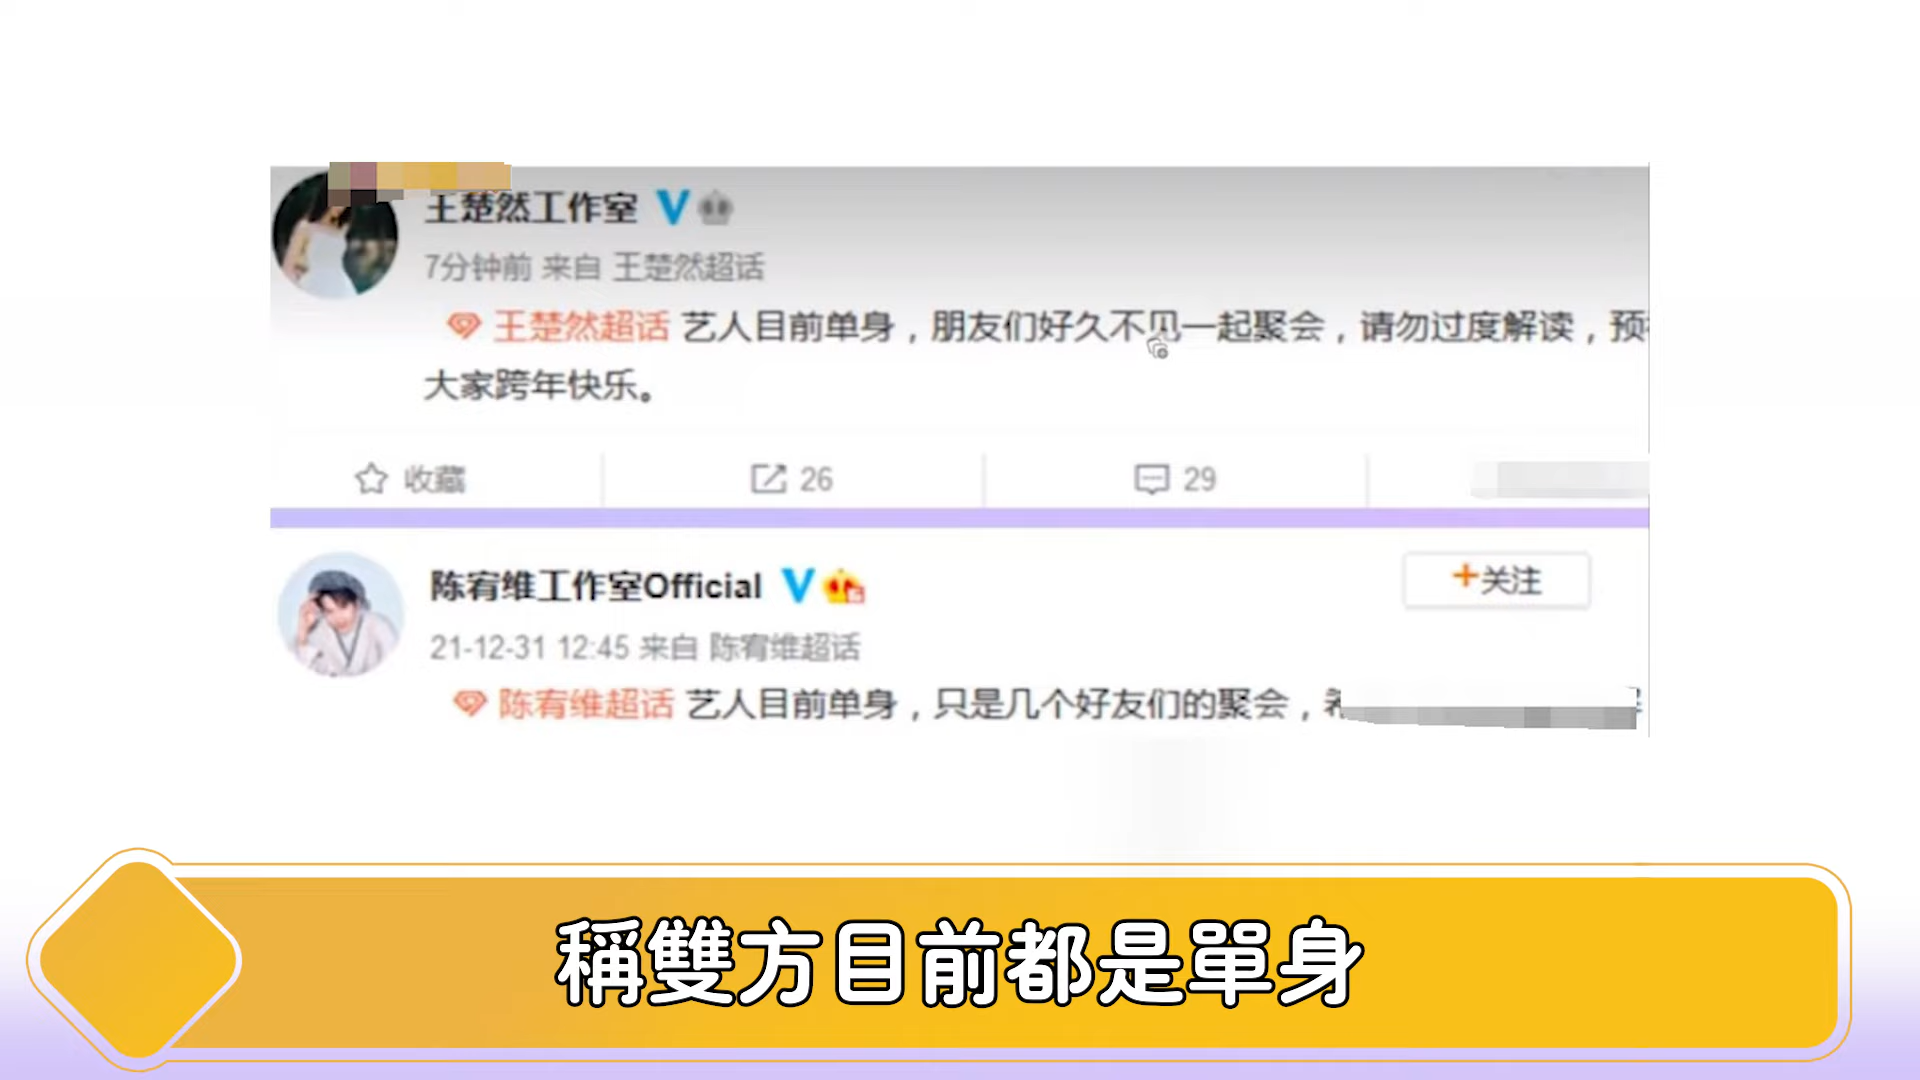 王楚然工作室
7分钟前 来自 王楚然超话
王楚然超话 艺人目前单身，朋友们好久不见一起聚会，请勿过度解读，预
大家跨年快乐。
收藏
26
29
陈宥维工作室Official
+关注
21-12-31 12:45 来自 陈宥维超话
陈宥维超话 艺人目前单身，只是几个好友们的聚会，
稱雙方目前都是單身